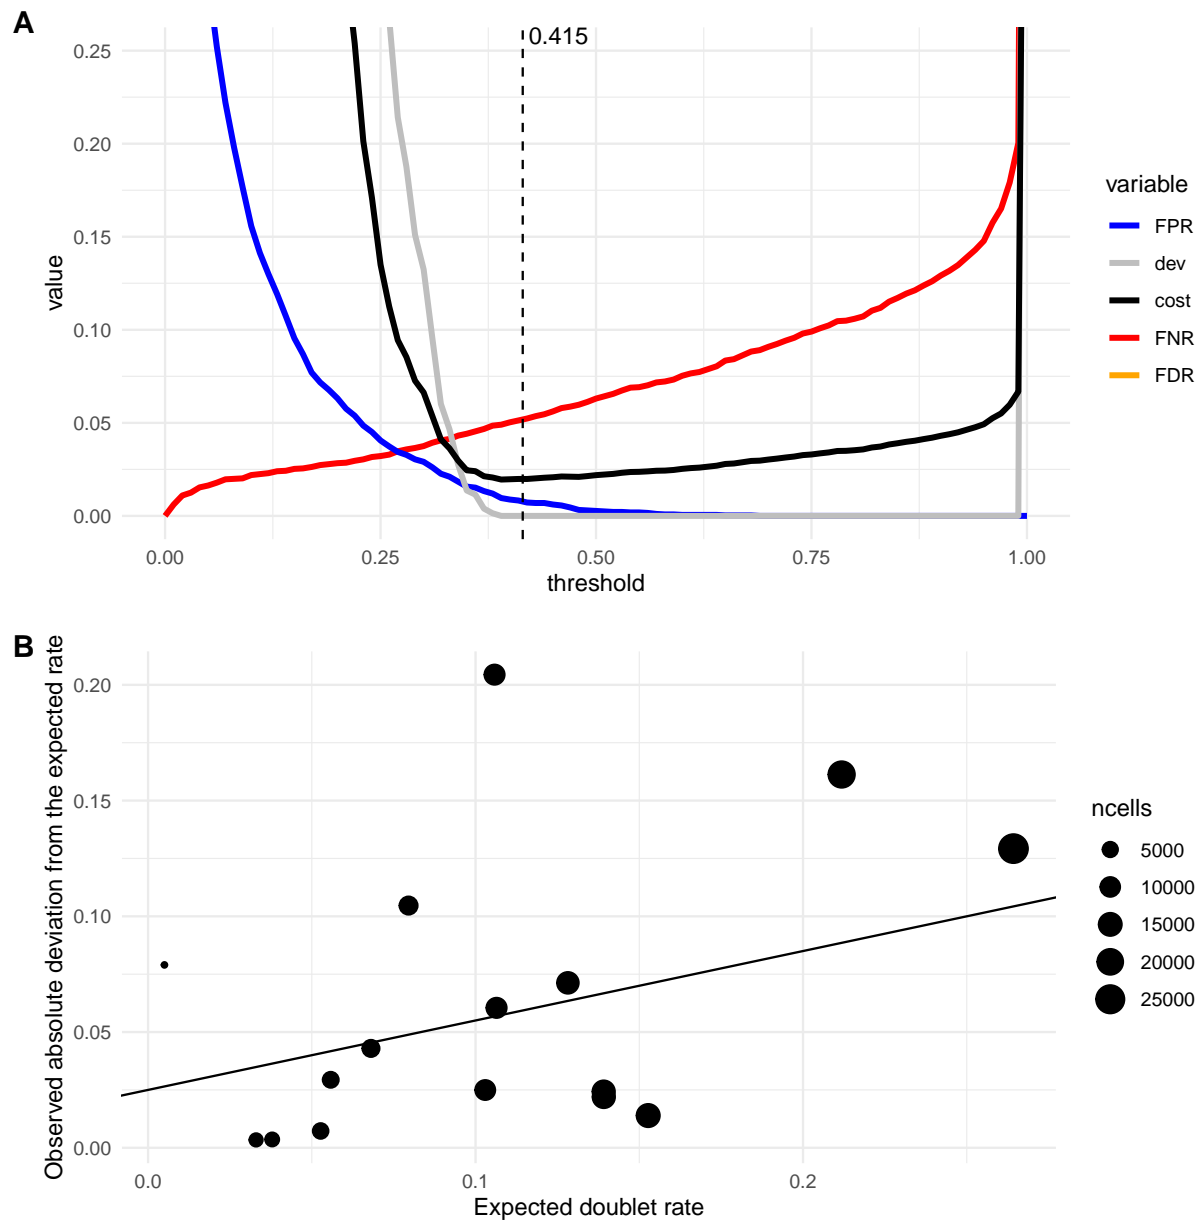 A
0.415
0.25
0.20
0.15
0.10
0.05
0.00
value
0.00 0.25 0.50 0.75 1.00
threshold
variable
FPR
dev
cost
FNR
FDR
B
0.20
0.15
0.10
0.05
0.00
Observed absolute deviation from the expected rate
0.0 0.1 0.2
Expected doublet rate
ncells
5000
10000
15000
20000
25000